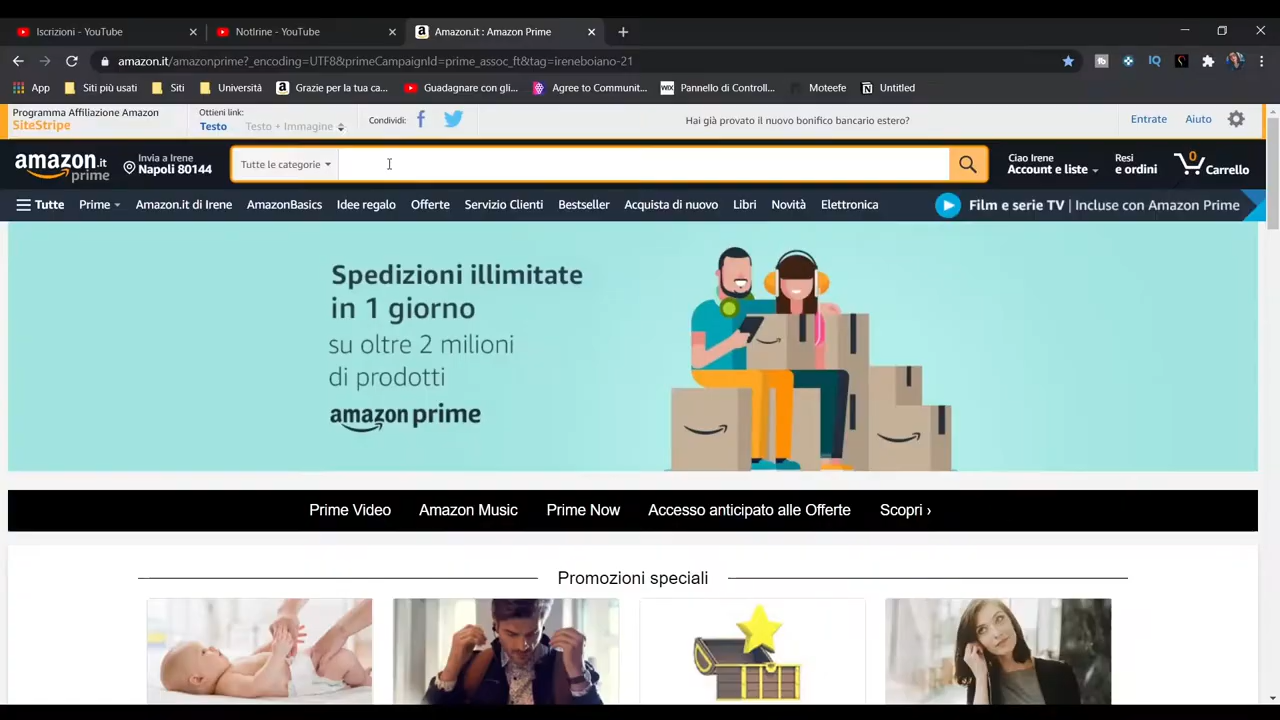 Iscrizioni - YouTube
NotIrine - YouTube
Amazon.it : Amazon Prime
amazon.it/amazonprime?_encoding=UTF8&primeCampaignId=prime_assoc_ft&tag=ireneboiano-21
App
Siti più usati
Siti
Università
Grazie per la tua ca...
Guadagnare con gli...
Agree to Community...
Pannello di Controll...
Moteefe
Untitled
Programma Affiliazione Amazon
SiteStripe
Ottieni link:
Testo
Testo + Immagine
Condividi:
Hai già provato il nuovo bonifico bancario estero?
Entrate
Aiuto
amazon.it
prime
Invia a Irene
Napoli 80144
Tutte le categorie
Ciao Irene
Account e liste
Resi
e ordini
0
Carrello
Tutte
Prime
Amazon.it di Irene
AmazonBasics
Idee regalo
Offerte
Servizio Clienti
Bestseller
Acquista di nuovo
Libri
Novità
Elettronica
Film e serie TV | Incluse con Amazon Prime
Spedizioni illimitate
in 1 giorno
su oltre 2 milioni
di prodotti
amazon prime
Prime Video
Amazon Music
Prime Now
Accesso anticipato alle Offerte
Scopri ›
Promozioni speciali